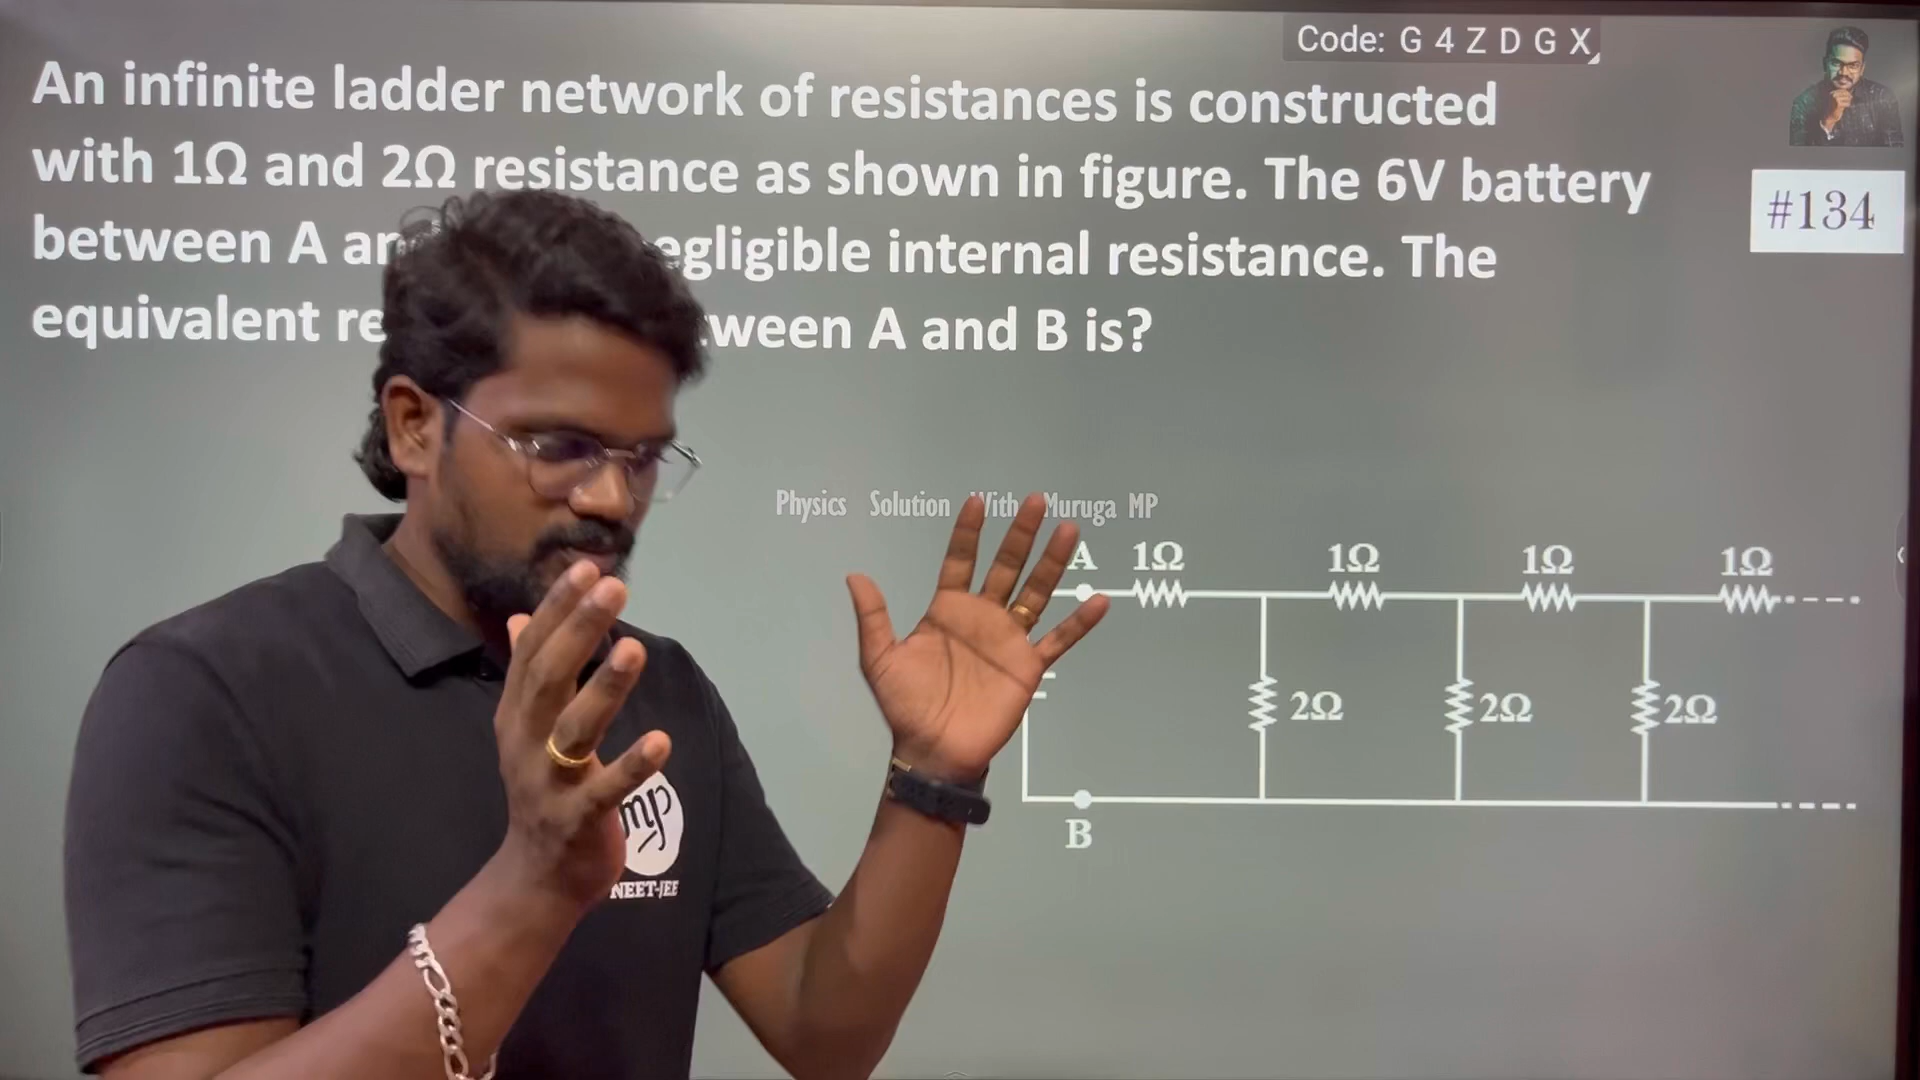 Code: G 4 Z D G X
An infinite ladder network of resistances is constructed
with 1Ω and 2Ω resistance as shown in figure. The 6V battery
#134
between A egligible internal resistance. The
equivalent ween A and B is?
Physics Solution With Muruga MP
A 1Ω 1Ω 1Ω 1Ω
2Ω 2Ω 2Ω
B
mp
NEET-JEE